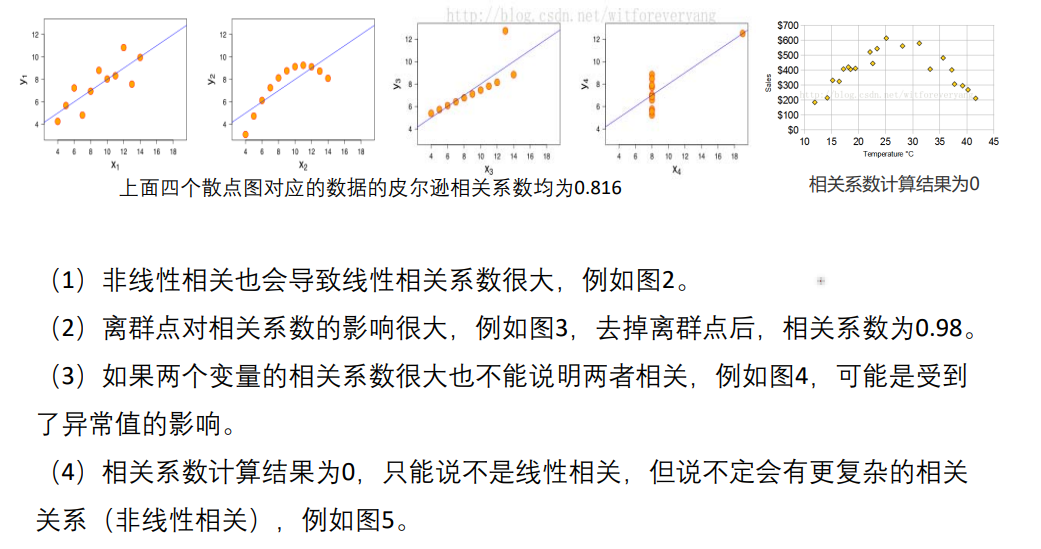 http://blog.csdn.net/witforeveryang
12
10
8
6
4
y1
4 6 8 10 12 14 16 18
x1
12
10
8
6
4
y2
4 6 8 10 12 14 16 18
x2
12
10
8
6
4
y3
4 6 8 10 12 14 16 18
x3
12
10
8
6
4
y4
4 6 8 10 12 14 16 18
x4
$700
$600
$500
$400
$300
$200
$100
$0
Sales
http://blog.csdn.net/witforeveryang
10 15 20 25 30 35 40 45
Temperature °C
上面四个散点图对应的数据的皮尔逊相关系数均为0.816
相关系数计算结果为0
（1）非线性相关也会导致线性相关系数很大，例如图2。
（2）离群点对相关系数的影响很大，例如图3，去掉离群点后，相关系数为0.98。
（3）如果两个变量的相关系数很大也不能说明两者相关，例如图4，可能是受到
了异常值的影响。
（4）相关系数计算结果为0，只能说不是线性相关，但说不定会有更复杂的相关
关系（非线性相关），例如图5。